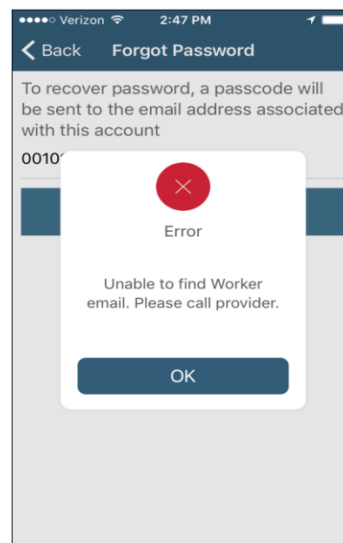 Verizon 2:47 PM
Back Forgot Password
To recover password, a passcode will
be sent to the email address associated
with this account
0010
Error
Unable to find Worker
email. Please call provider.
OK